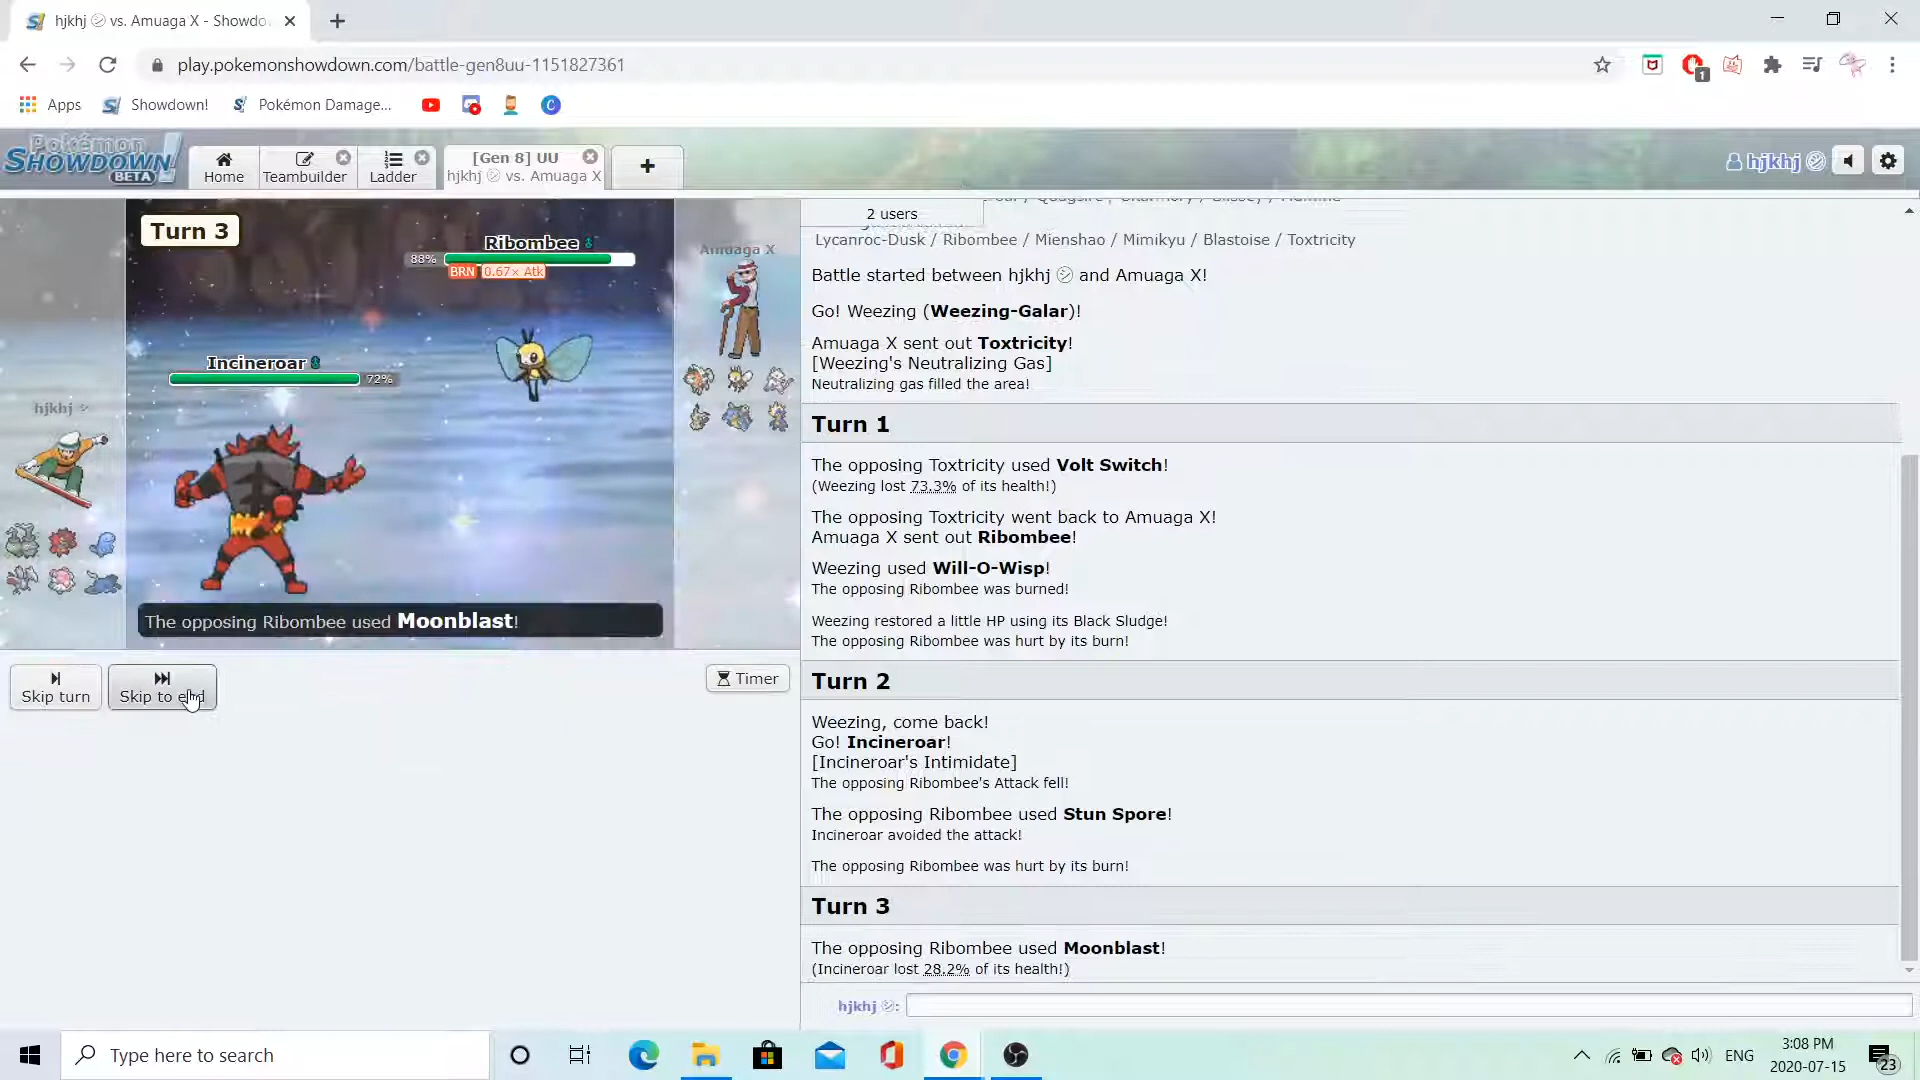 hjkhj vs. Amuaga X - Showdo
play.pokemonshowdown.com/battle-gen8uu-1151827361
1
Apps
Showdown!
Pokémon Damage...
Pokémon
SHOWDOWN!
BETA
Home
Teambuilder
Ladder
[Gen 8] UU
hjkhj vs. Amuaga X
hjkhj
Turn 3
Ribombee
88%
BRN 0.67× Atk
Incineroar
72%
hjkhj
Amuaga X
The opposing Ribombee used Moonblast!
Skip turn
Skip to end
Timer
2 users
Lycanroc-Dusk / Ribombee / Mienshao / Mimikyu / Blastoise / Toxtricity
Battle started between hjkhj and Amuaga X!
Go! Weezing (Weezing-Galar)!
Amuaga X sent out Toxtricity!
[Weezing's Neutralizing Gas]
Neutralizing gas filled the area!
Turn 1
The opposing Toxtricity used Volt Switch!
(Weezing lost 73.3% of its health!)
The opposing Toxtricity went back to Amuaga X!
Amuaga X sent out Ribombee!
Weezing used Will-O-Wisp!
The opposing Ribombee was burned!
Weezing restored a little HP using its Black Sludge!
The opposing Ribombee was hurt by its burn!
Turn 2
Weezing, come back!
Go! Incineroar!
[Incineroar's Intimidate]
The opposing Ribombee's Attack fell!
The opposing Ribombee used Stun Spore!
Incineroar avoided the attack!
The opposing Ribombee was hurt by its burn!
Turn 3
The opposing Ribombee used Moonblast!
(Incineroar lost 28.2% of its health!)
hjkhj :
Type here to search
ENG
3:08 PM
2020-07-15
23